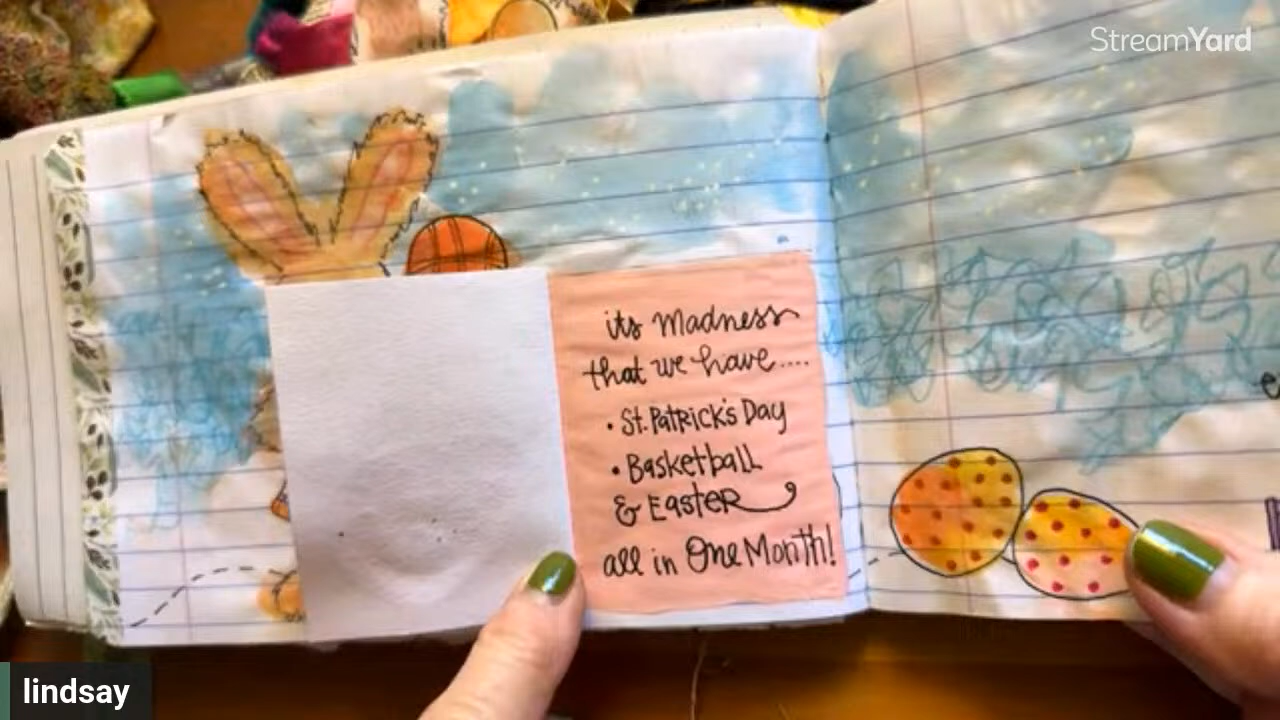 StreamYard
its Madness
that we have....
• St. Patrick's Day
• Basketball
& Easter
all in One Month!
lindsay